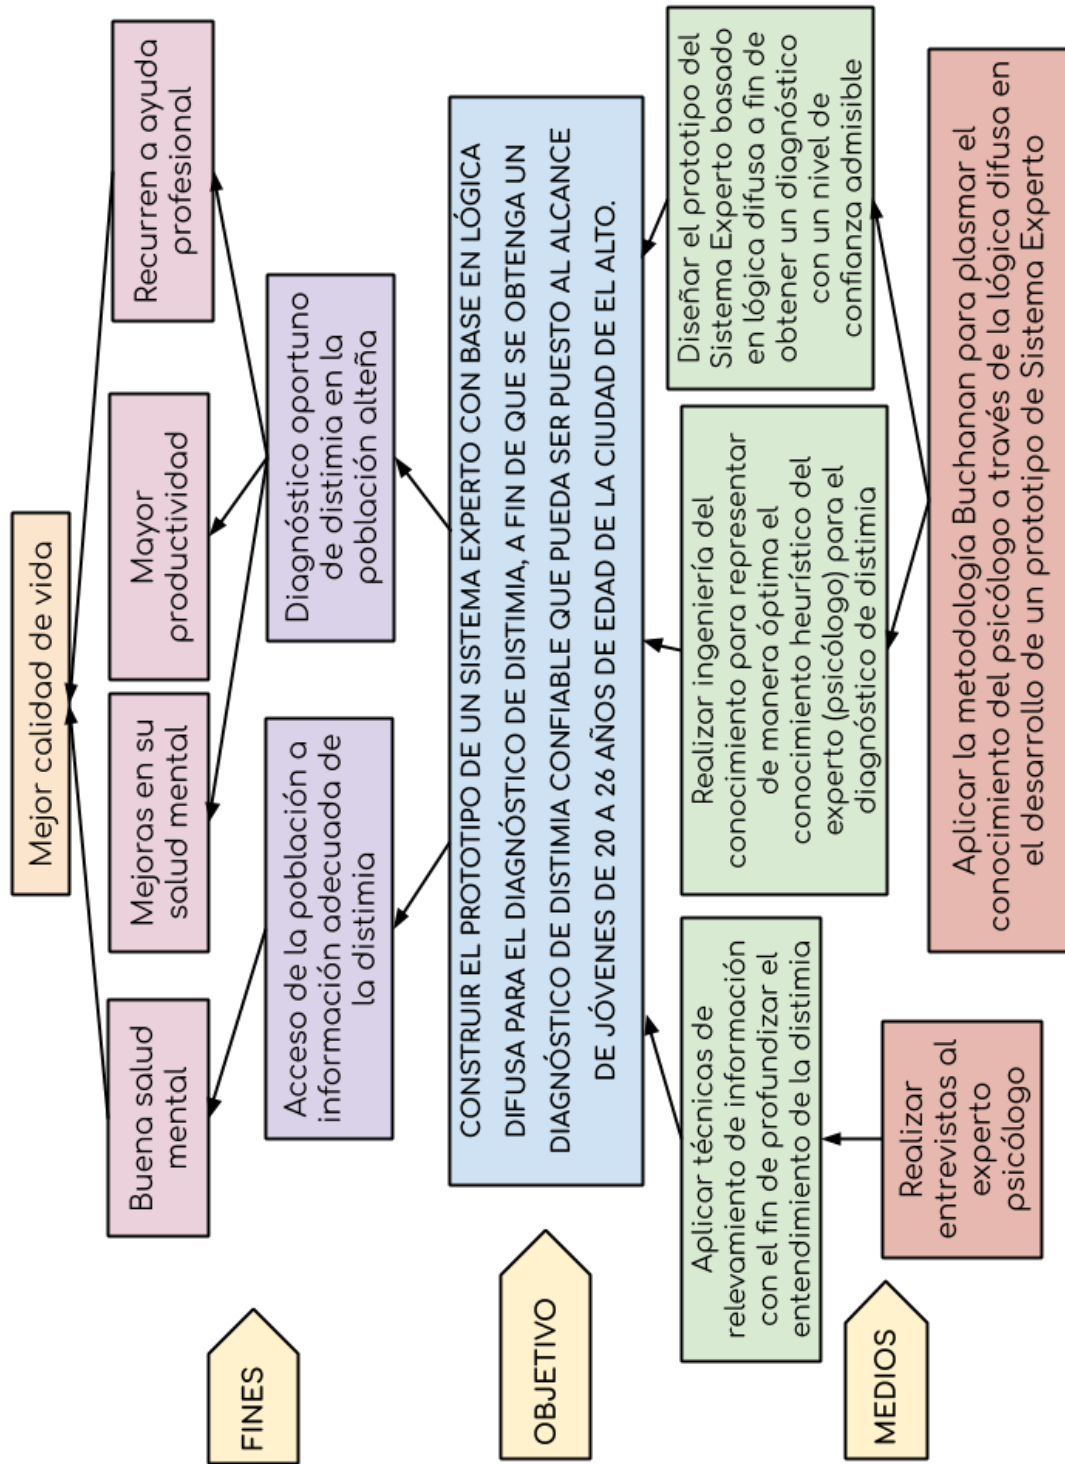 Mejor calidad de vida
Buena salud
mental
Mejoras en su
salud mental
Mayor
productividad
Recurren a ayuda
profesional
FINES
Acceso de la población a
información adecuada de
la distimia
Diagnóstico oportuno
de distimia en la
población alteña
OBJETIVO
CONSTRUIR EL PROTOTIPO DE UN SISTEMA EXPERTO CON BASE EN LÓGICA
DIFUSA PARA EL DIAGNÓSTICO DE DISTIMIA, A FIN DE QUE SE OBTENGA UN
DIAGNÓSTICO DE DISTIMIA CONFIABLE QUE PUEDA SER PUESTO AL ALCANCE
DE JÓVENES DE 20 A 26 AÑOS DE EDAD DE LA CIUDAD DE EL ALTO.
Aplicar técnicas de
relevamiento de información
con el fin de profundizar el
entendimiento de la distimia
Realizar ingeniería del
conocimiento para representar
de manera óptima el
conocimiento heurístico del
experto (psicólogo) para el
diagnóstico de distimia
Diseñar el prototipo del
Sistema Experto basado
en lógica difusa a fin de
obtener un diagnóstico
con un nivel de
confianza admisible
MEDIOS
Realizar
entrevistas al
experto
psicólogo
Aplicar la metodología Buchanan para plasmar el
conocimiento del psicólogo a través de la lógica difusa en
el desarrollo de un prototipo de Sistema Experto